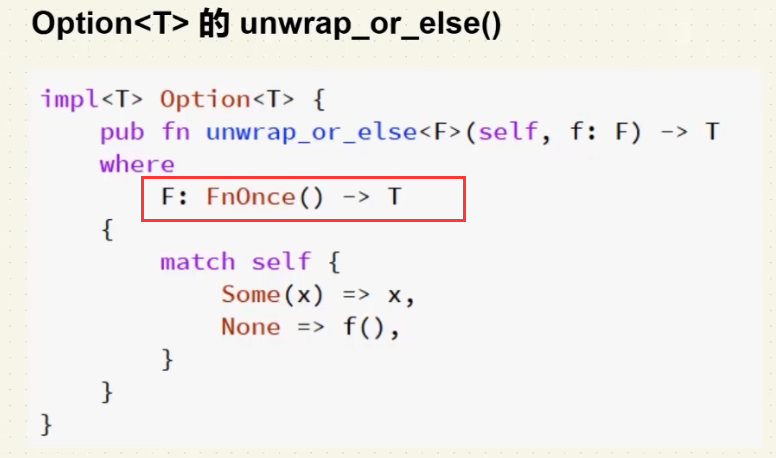 Option<T> 的 unwrap_or_else()
impl<T> Option<T> {
    pub fn unwrap_or_else<F>(self, f: F) -> T
    where
        F: FnOnce() -> T
    {
        match self {
            Some(x) => x,
            None => f(),
        }
    }
}